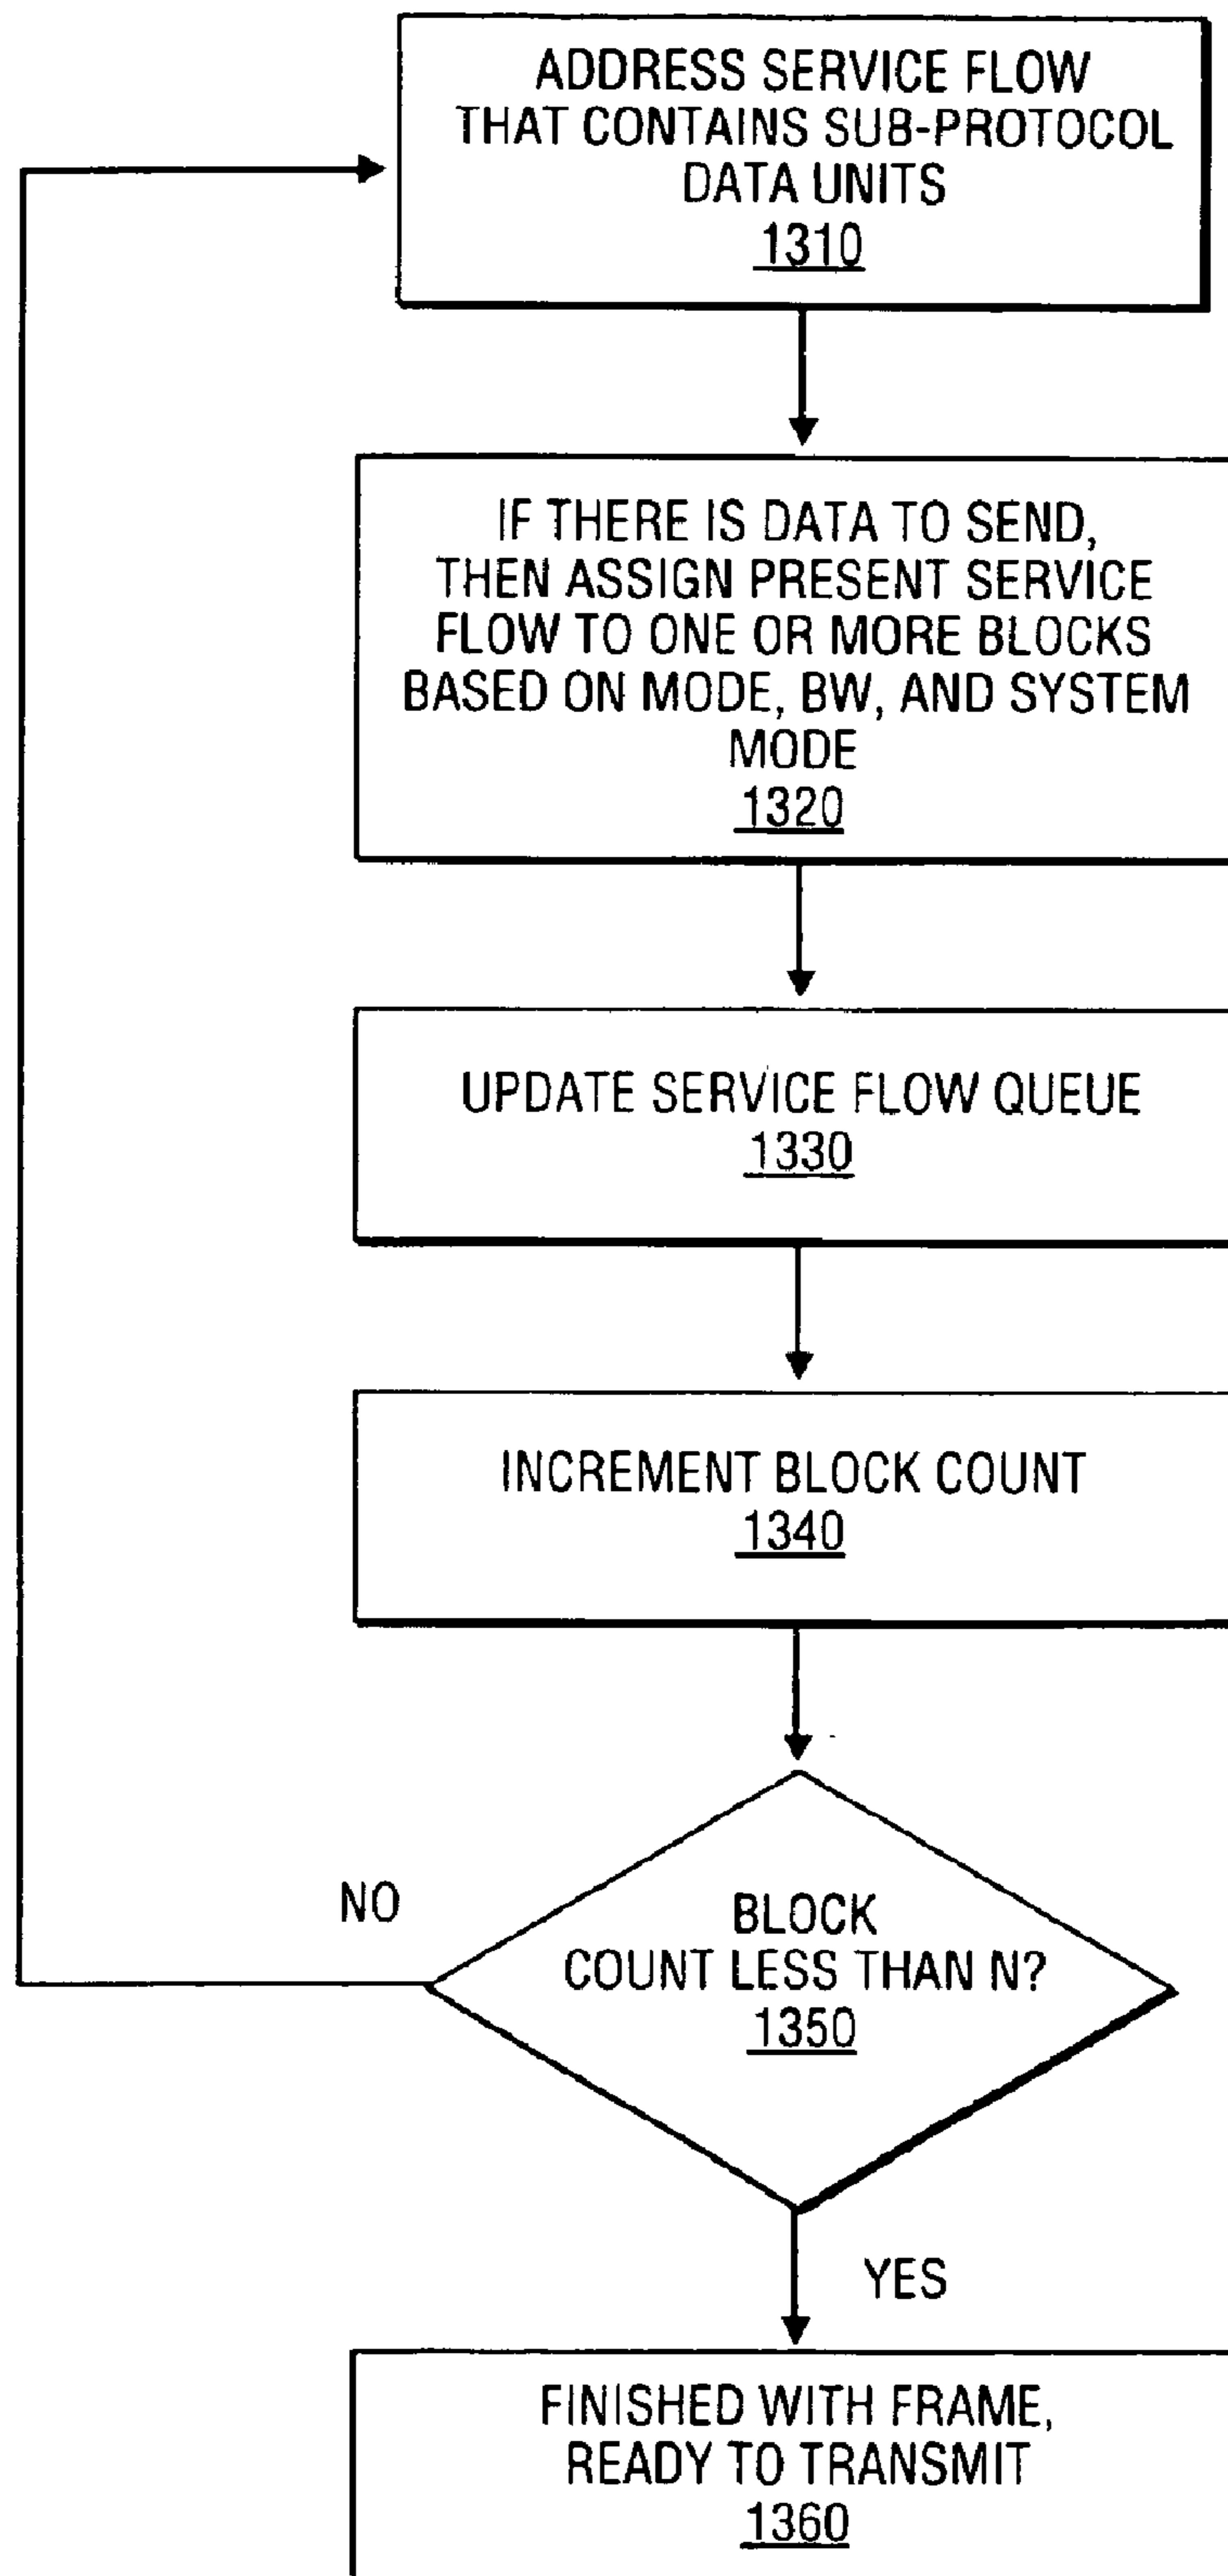 ADDRESS SERVICE FLOW
THAT CONTAINS SUB-PROTOCOL
DATA UNITS
1310
IF THERE IS DATA TO SEND,
THEN ASSIGN PRESENT SERVICE
FLOW TO ONE OR MORE BLOCKS
BASED ON MODE, BW, AND SYSTEM
MODE
1320
UPDATE SERVICE FLOW QUEUE
1330
INCREMENT BLOCK COUNT
1340
NO
BLOCK
COUNT LESS THAN N?
1350
YES
FINISHED WITH FRAME,
READY TO TRANSMIT
1360